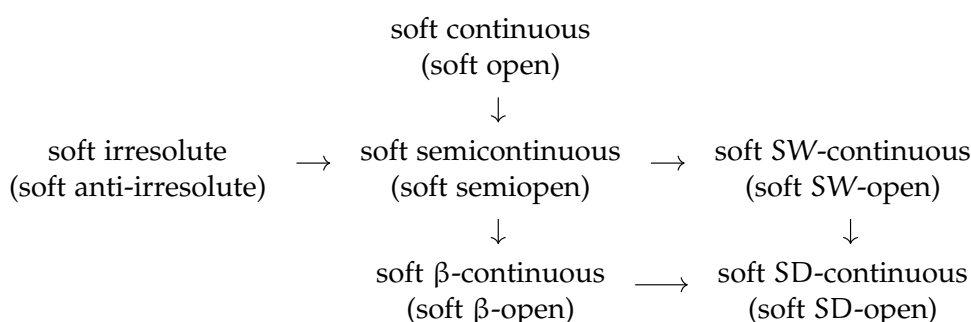 soft continuous
(soft open)
↓
soft irresolute → soft semicontinuous → soft SW-continuous
(soft anti-irresolute) (soft semiopen) (soft SW-open)
↓ ↓
soft β-continuous → soft SD-continuous
(soft β-open) (soft SD-open)